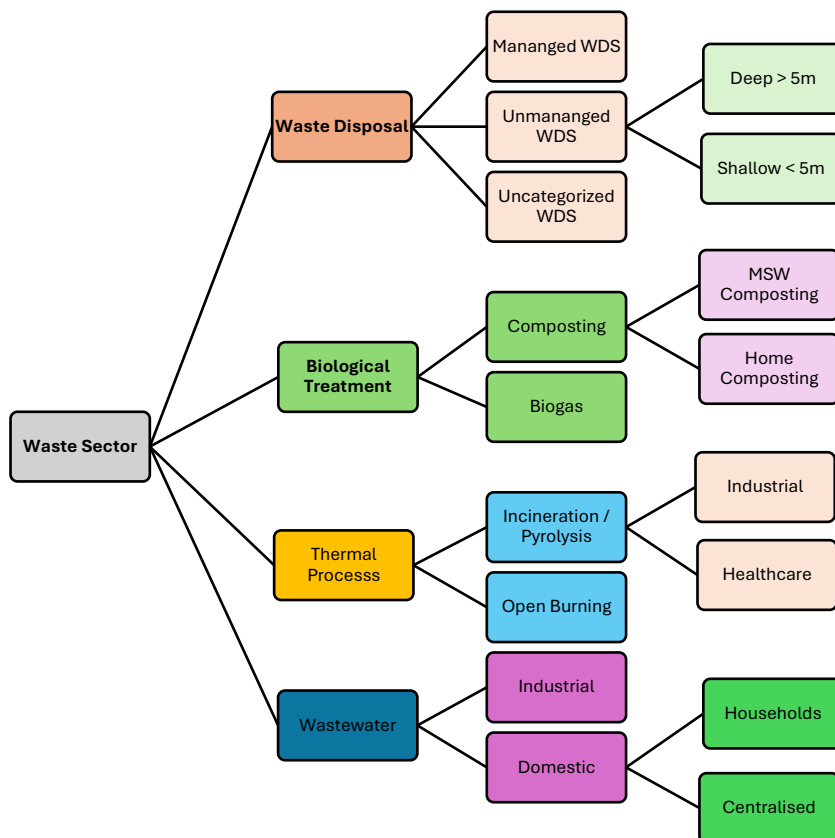 Mananged WDS
Deep > 5m
Waste Disposal
Unmananged
WDS
Shallow < 5m
Uncategorized
WDS
MSW
Composting
Composting
Biological
Treatment
Home
Composting
Biogas
Waste Sector
Industrial
Incineration /
Pyrolysis
Thermal
Processs
Healthcare
Open Burning
Industrial
Households
Wastewater
Domestic
Centralised